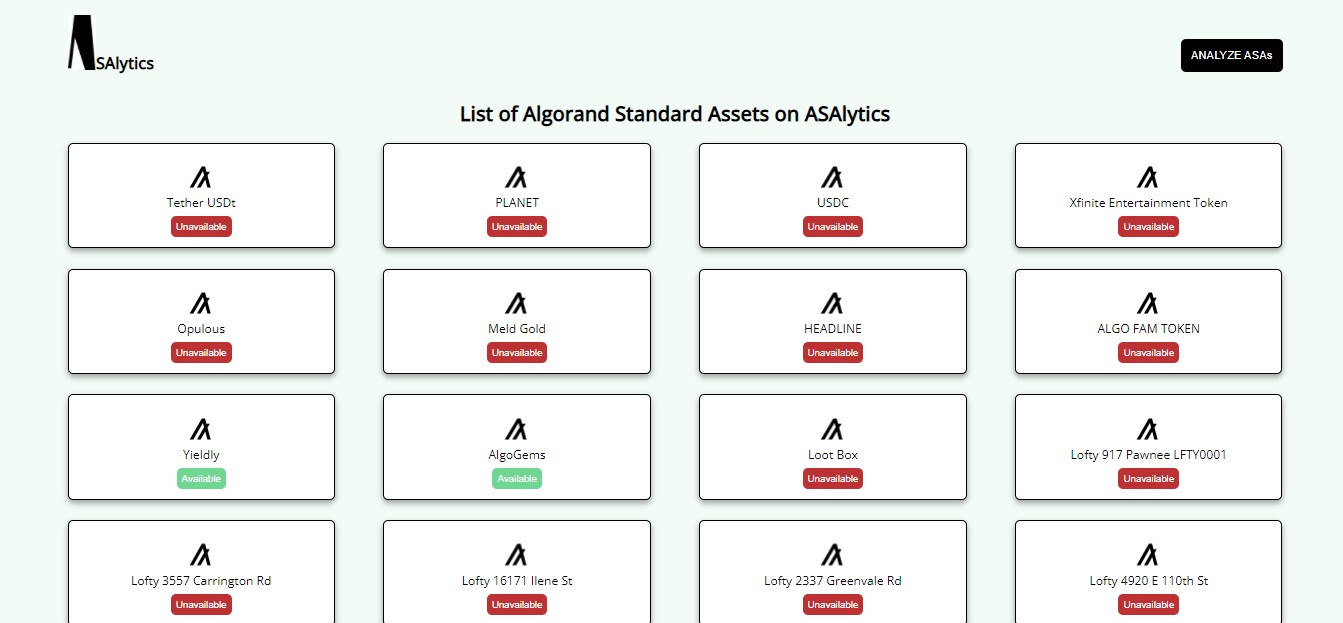 SAlytics
ANALYZE ASAs
List of Algorand Standard Assets on ASAlytics
Tether USDt
Unavailable
PLANET
Unavailable
USDC
Unavailable
Xfinite Entertainment Token
Unavailable
Opulous
Unavailable
Meld Gold
Unavailable
HEADLINE
Unavailable
ALGO FAM TOKEN
Unavailable
Yieldly
Available
AlgoGems
Available
Loot Box
Unavailable
Lofty 917 Pawnee LFTY0001
Unavailable
Lofty 3557 Carrington Rd
Unavailable
Lofty 16171 Ilene St
Unavailable
Lofty 2337 Greenvale Rd
Unavailable
Lofty 4920 E 110th St
Unavailable